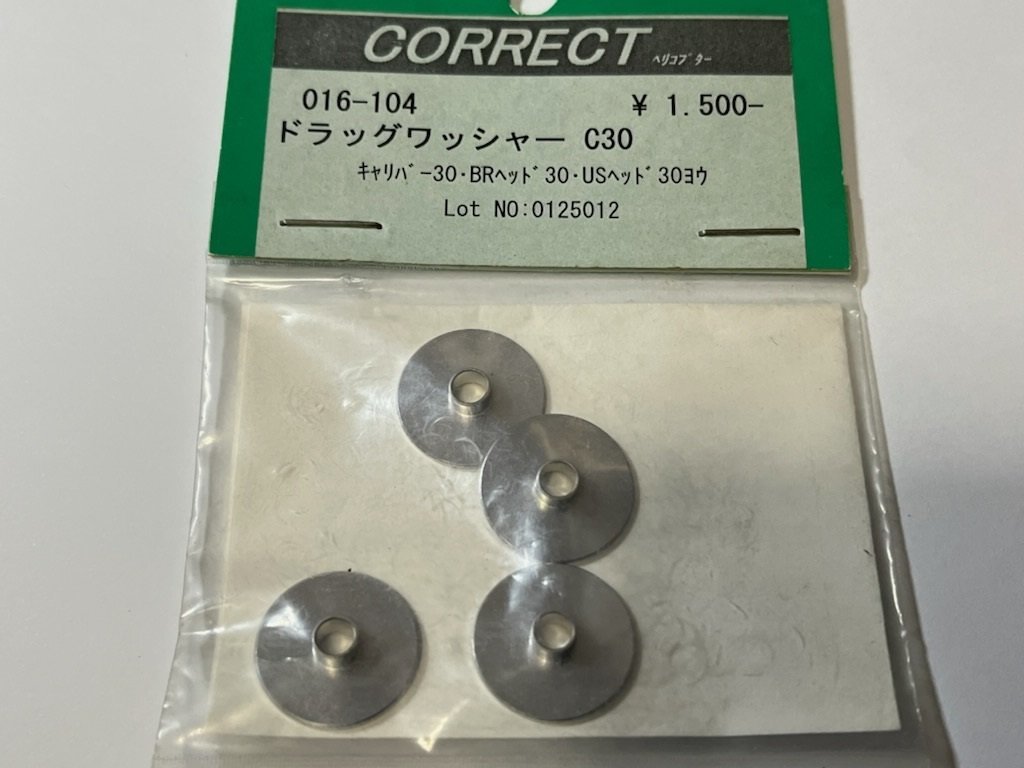 CORRECT ヘリコプター
016-104 ¥ 1.500-
ドラッグワッシャー C30
キャリバー30・BRヘッド30・USヘッド30ヨウ
Lot NO:0125012